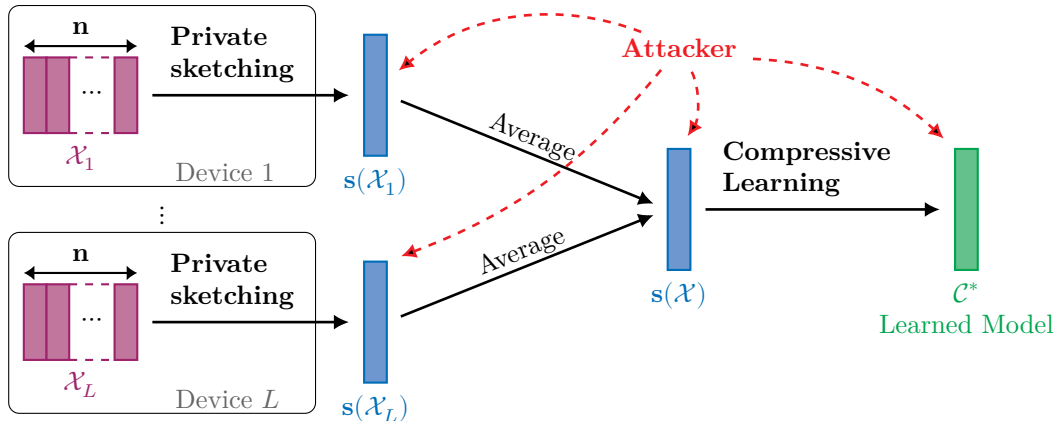 n
Private
sketching
...
𝒳₁
Device 1
s(𝒳₁)
Attacker
Average
Compressive
Learning
s(𝒳)
𝒞*
Learned Model
⋮
n
Private
sketching
...
𝒳_L
Device L
s(𝒳_L)
Average